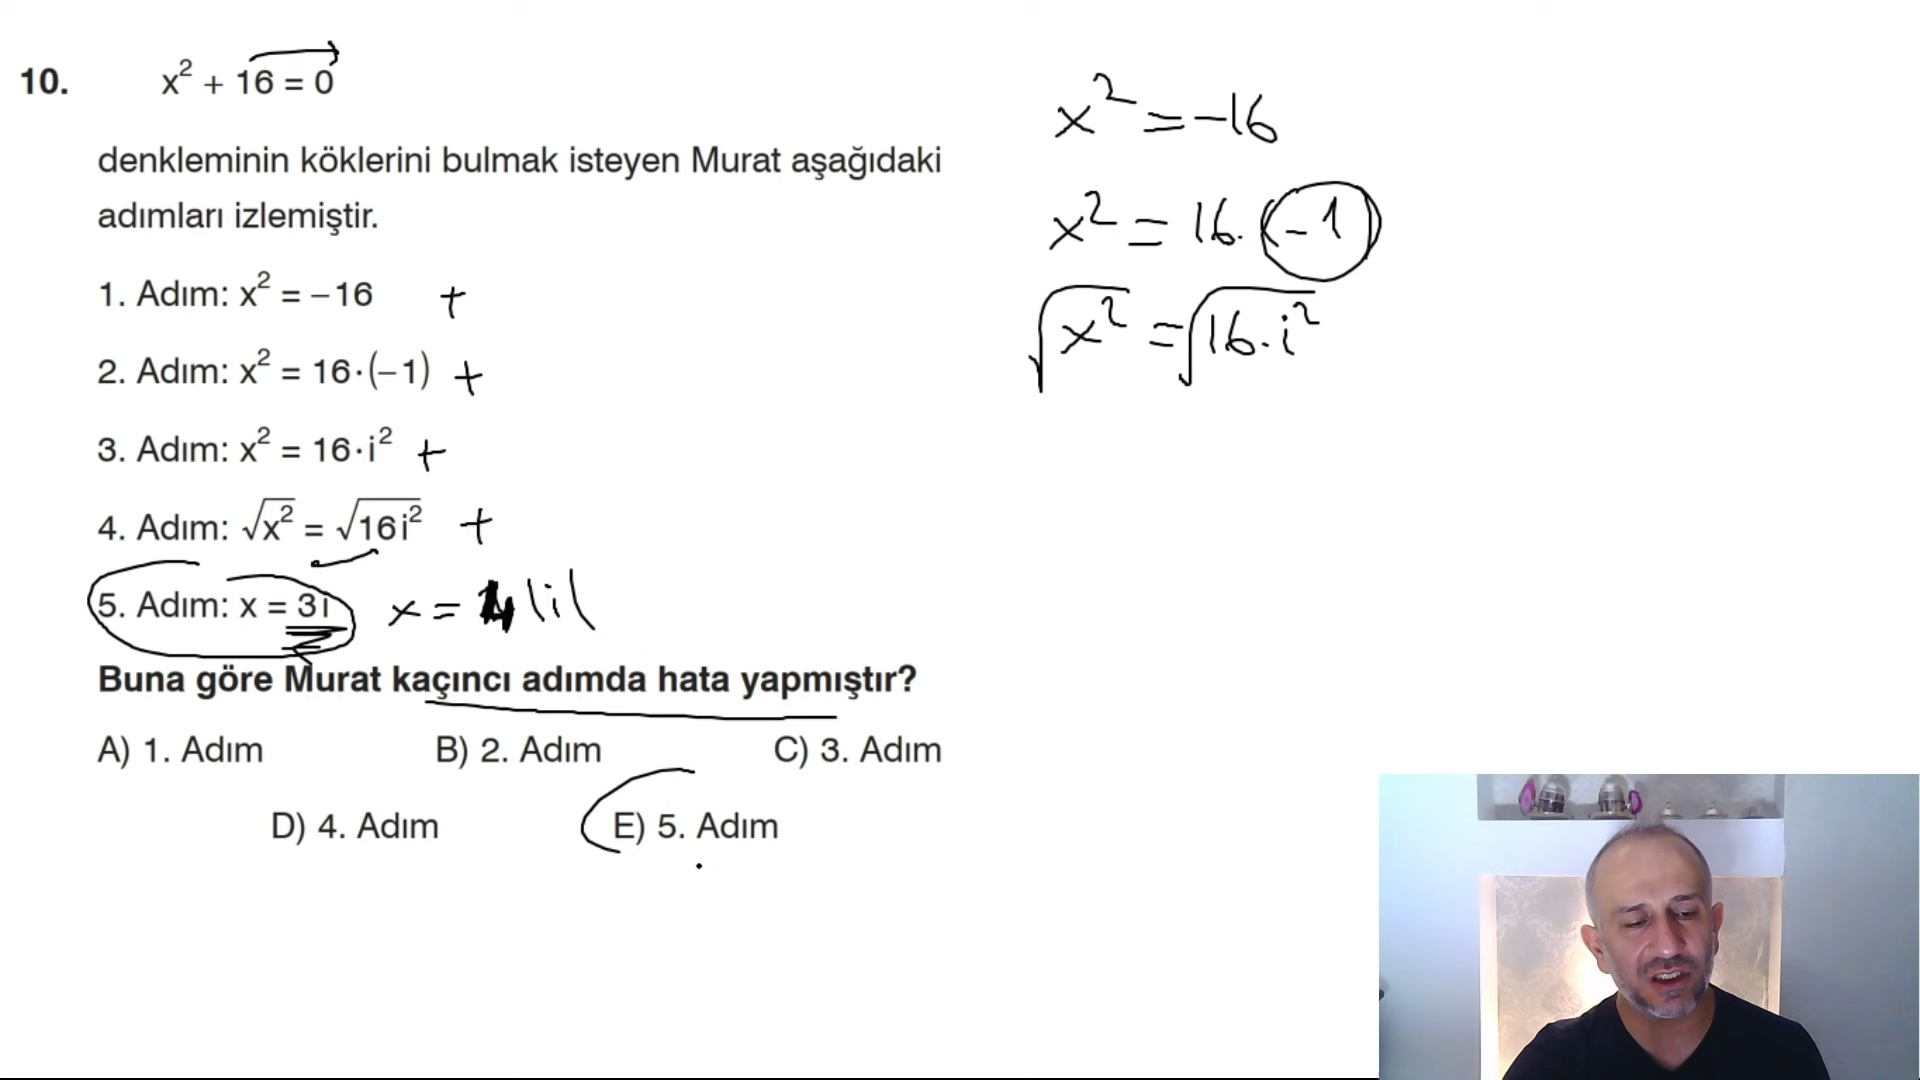 10. x² + 16 = 0
denkleminin köklerini bulmak isteyen Murat aşağıdaki
adımları izlemiştir.
1. Adım: x² = −16 +
2. Adım: x² = 16·(−1) +
3. Adım: x² = 16·i² +
4. Adım: √x² = √16i² +
5. Adım: x = 3i x = 4|i|
Buna göre Murat kaçıncı adımda hata yapmıştır?
A) 1. Adım B) 2. Adım C) 3. Adım
D) 4. Adım E) 5. Adım
x² = −16
x² = 16·(−1)
√x² = √16·i²